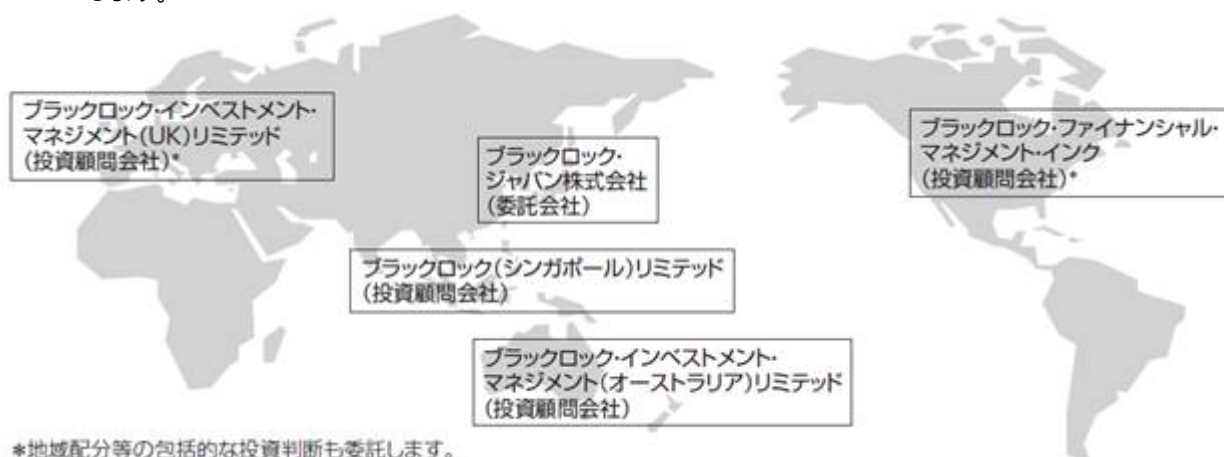 します。
ブラックロック・インベストメント・
マネジメント(UK)リミテッド
(投資顧問会社)*
ブラックロック・
ジャパン株式会社
(委託会社)
ブラックロック・ファイナンシャル・
マネジメント・インク
(投資顧問会社)*
ブラックロック(シンガポール)リミテッド
(投資顧問会社)
ブラックロック・インベストメント・
マネジメント(オーストラリア)リミテッド
(投資顧問会社)
*地域配分等の包括的な投資判断も委託します。